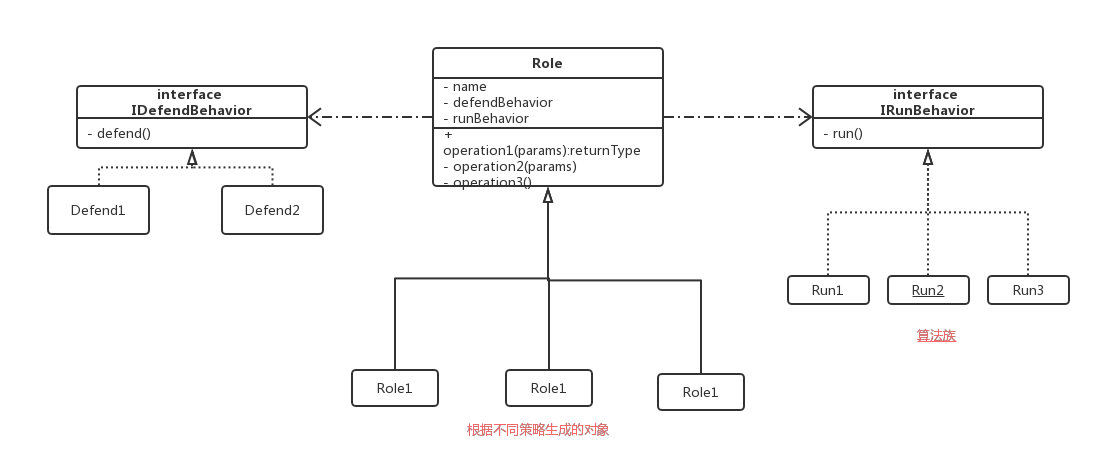 Role
- name
- defendBehavior
- runBehavior
+
operation1(params):returnType
- operation2(params)
- operation3()
interface
IDefendBehavior
- defend()
Defend1
Defend2
interface
IRunBehavior
- run()
Run1
Run2
Run3
算法族
Role1
Role1
Role1
根据不同策略生成的对象